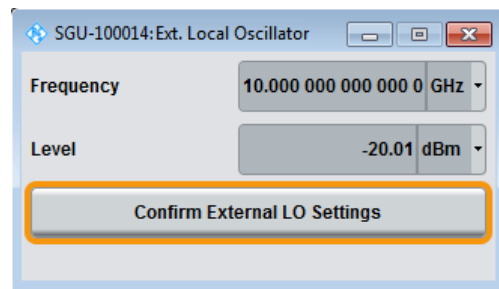 SGU-100014: Ext. Local Oscillator
Frequency 10.000 000 000 000 0 GHz
Level -20.01 dBm
Confirm External LO Settings